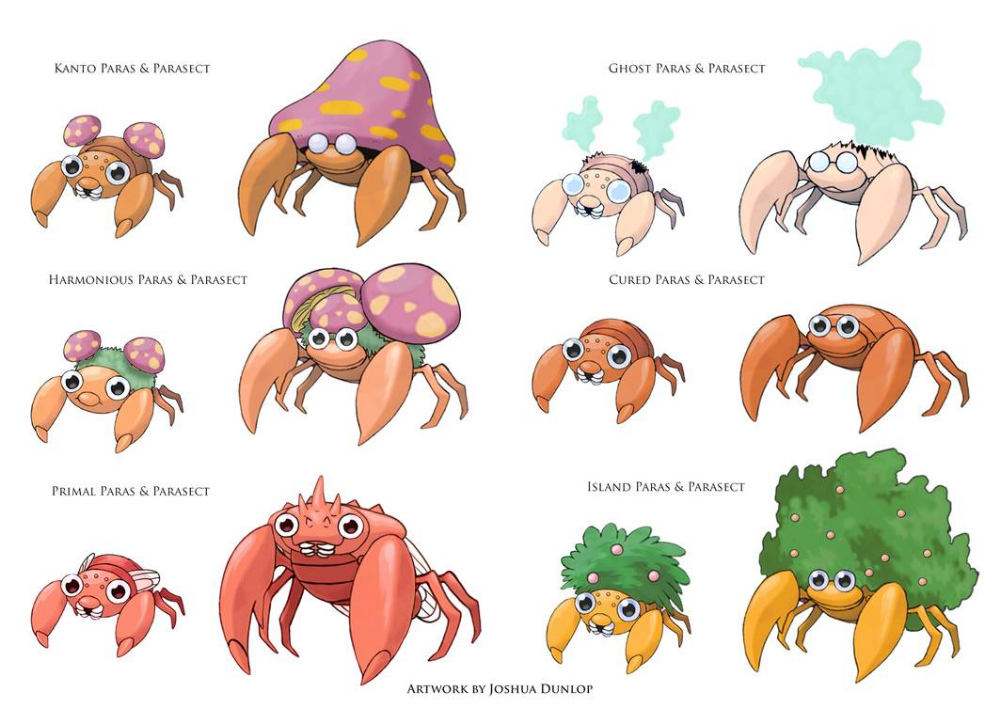 Kanto Paras & Parasect
Ghost Paras & Parasect
Harmonious Paras & Parasect
Cured Paras & Parasect
Primal Paras & Parasect
Island Paras & Parasect
Artwork by Joshua Dunlop